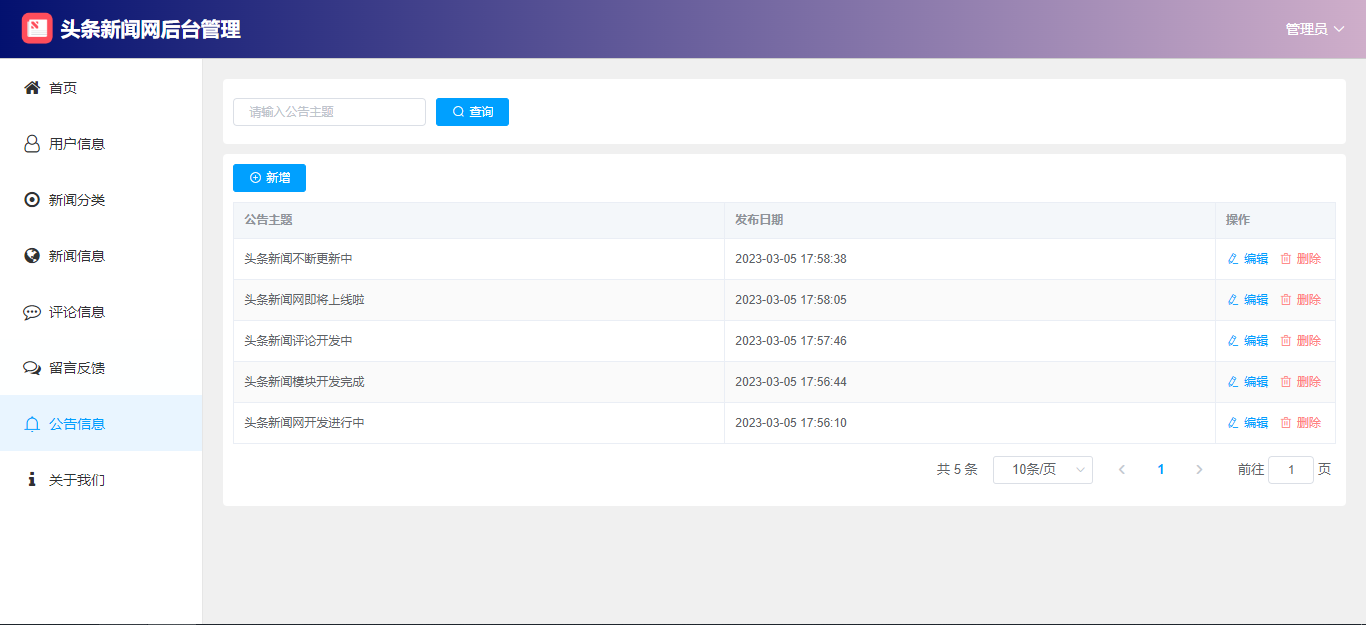 头条新闻网后台管理
管理员
首页
用户信息
新闻分类
新闻信息
评论信息
留言反馈
公告信息
关于我们
请输入公告主题 查询
新增
公告主题 发布日期 操作
头条新闻不断更新中 2023-03-05 17:58:38 编辑 删除
头条新闻网即将上线啦 2023-03-05 17:58:05 编辑 删除
头条新闻评论开发中 2023-03-05 17:57:46 编辑 删除
头条新闻模块开发完成 2023-03-05 17:56:44 编辑 删除
头条新闻网开发进行中 2023-03-05 17:56:10 编辑 删除
共 5 条 10条/页 1 前往 1 页